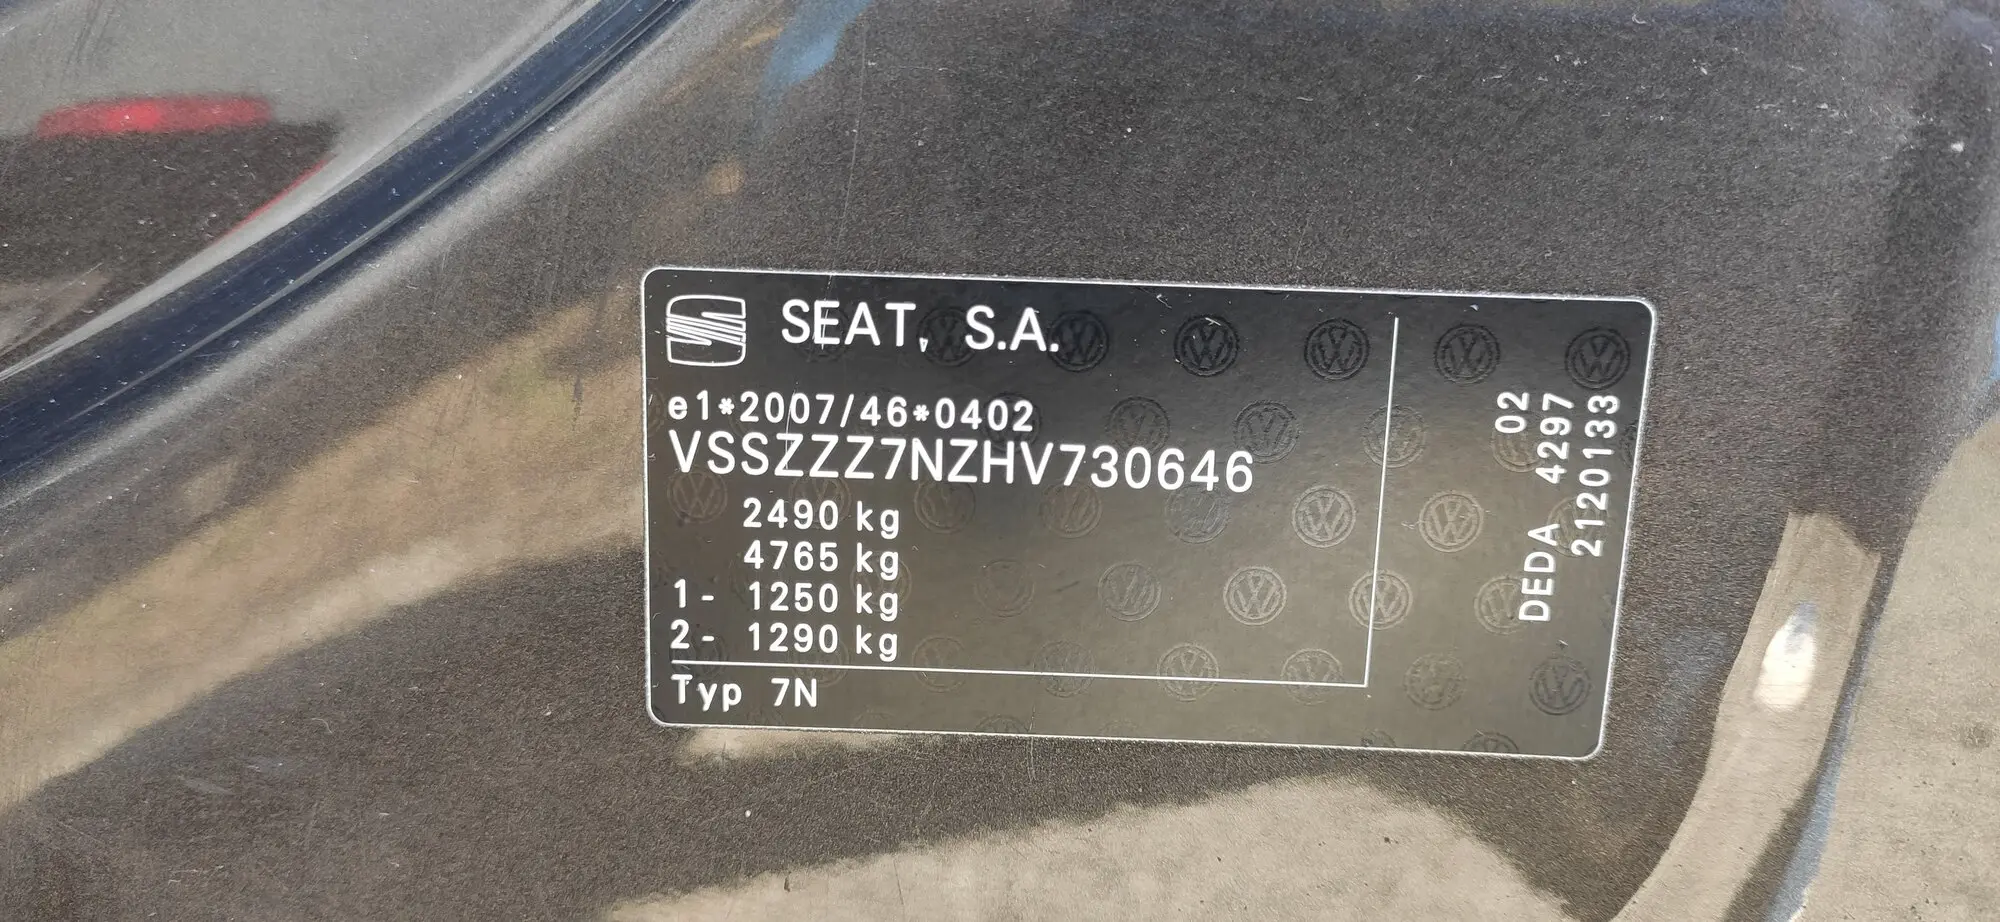 SEAT, S.A.
e1*2007/46*0402
VSSZZZ7NZHV730646
2490 kg
4765 kg
1- 1250 kg
2- 1290 kg
Typ 7N
02
DEDA 4297
2120133